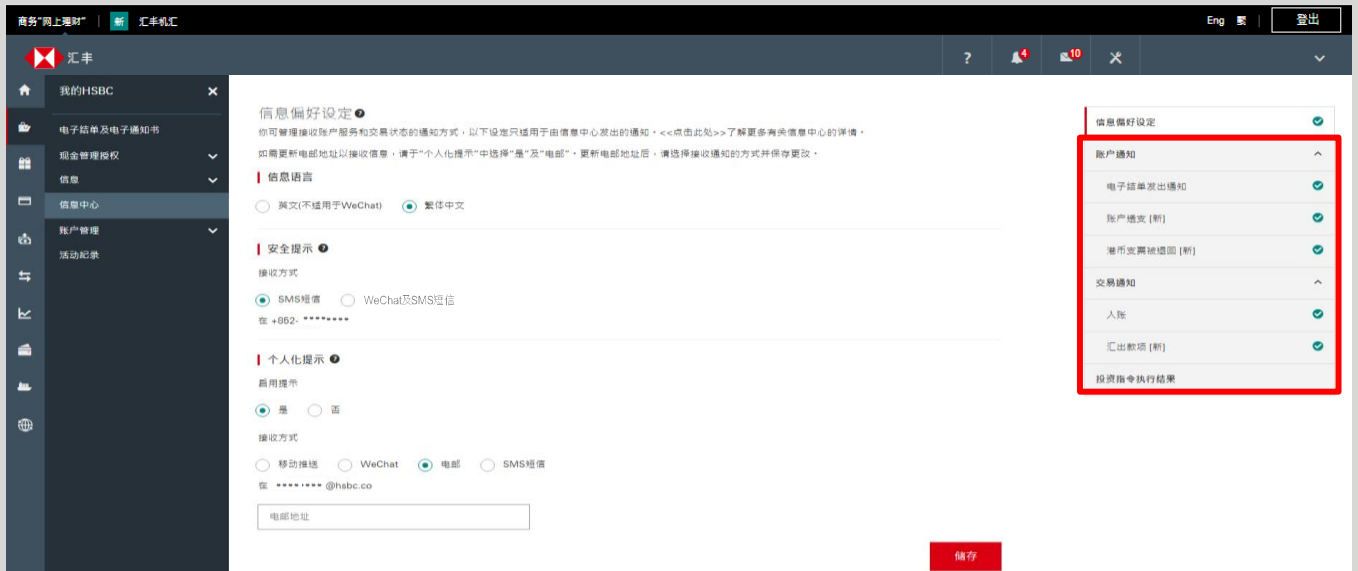 商务"网上理财" | 新 汇丰机汇
Eng 繁 | 登出
汇丰
? 4 10
我的HSBC ×
电子结单及电子通知书
现金管理授权
信息
信息中心
账户管理
活动纪录
信息偏好设定
你可管理接收账户服务和交易状态的通知方式，以下设定只适用于由信息中心发出的通知。<<点击此处>>了解更多有关信息中心的详情。
如需更新电邮地址以接收信息，请于"个人化提示"中选择"是"及"电邮"。更新电邮地址后，请选择接收通知的方式并保存更改。
信息语言
英文(不适用于WeChat) 繁体中文
安全提示
接收方式
SMS短信 WeChat及SMS短信
在 +852- ********
个人化提示
启用提示
是 否
接收方式
移动推送 WeChat 电邮 SMS短信
在 ******** @hsbc.co
电邮地址
储存
信息偏好设定
账户通知
电子结单发出通知
账户透支 [新]
港币支票被退回 [新]
交易通知
入账
汇出款项 [新]
投资指令执行结果